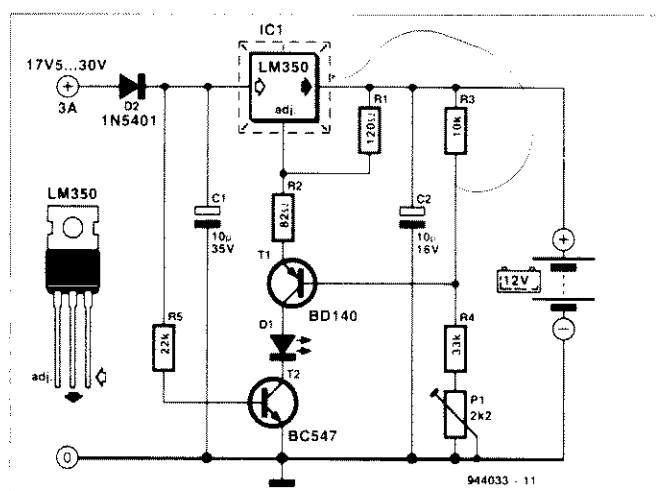 IC1
17V5...30V
LM350
3A
D2
1N5401
adj.
R1
120Ω
R3
10k
LM350
R2
82Ω
C1
10µ
35V
C2
10µ
16V
T1
BD140
12V
R5
22k
D1
R4
33k
adj.
T2
P1
2k2
BC547
0
944033 - 11